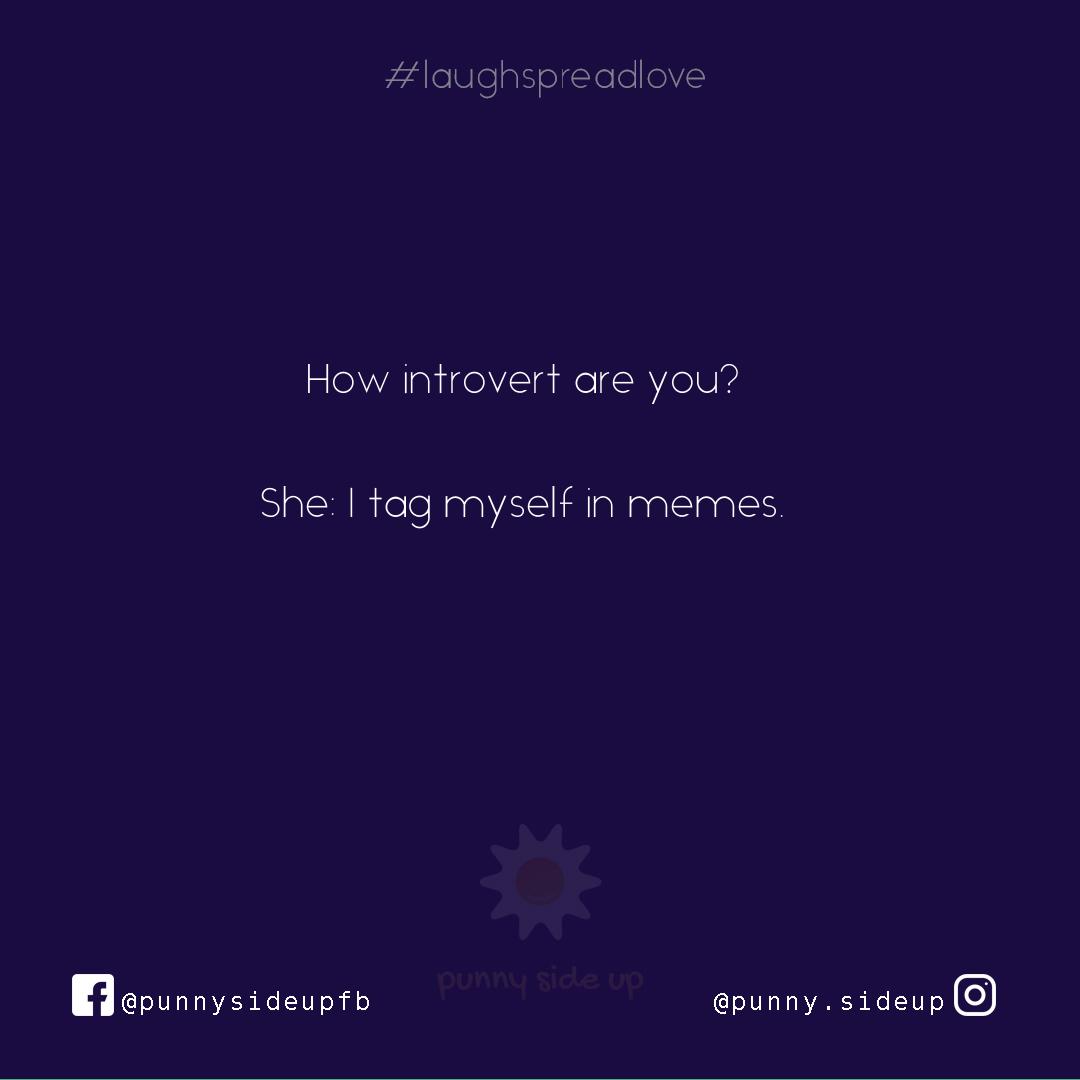 #laughspreadlove
How introvert are you?
She: I tag myself in memes.
punny side up
@punnysideupfb
@punny.sideup